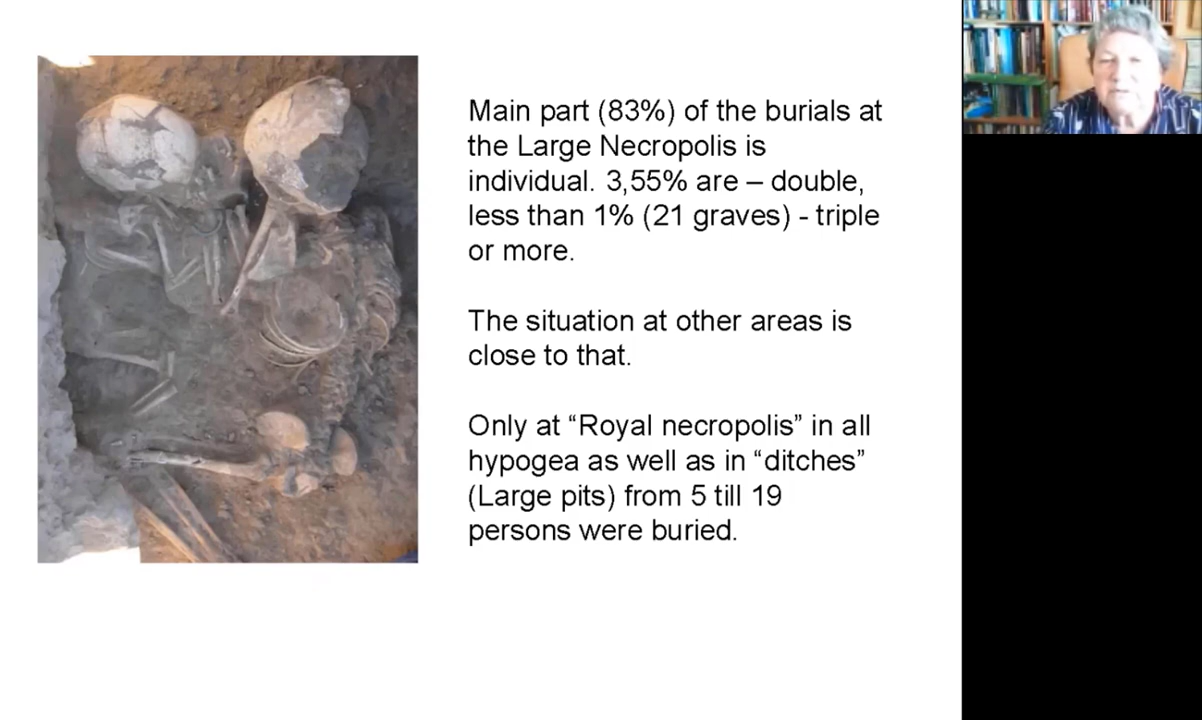 Main part (83%) of the burials at
the Large Necropolis is
individual. 3,55% are – double,
less than 1% (21 graves) - triple
or more.
The situation at other areas is
close to that.
Only at “Royal necropolis” in all
hypogea as well as in “ditches”
(Large pits) from 5 till 19
persons were buried.